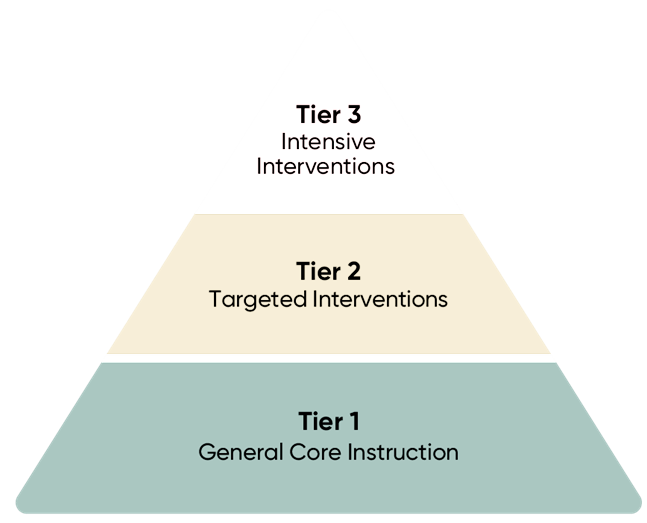 Tier 3
Intensive
Interventions
Tier 2
Targeted Interventions
Tier 1
General Core Instruction